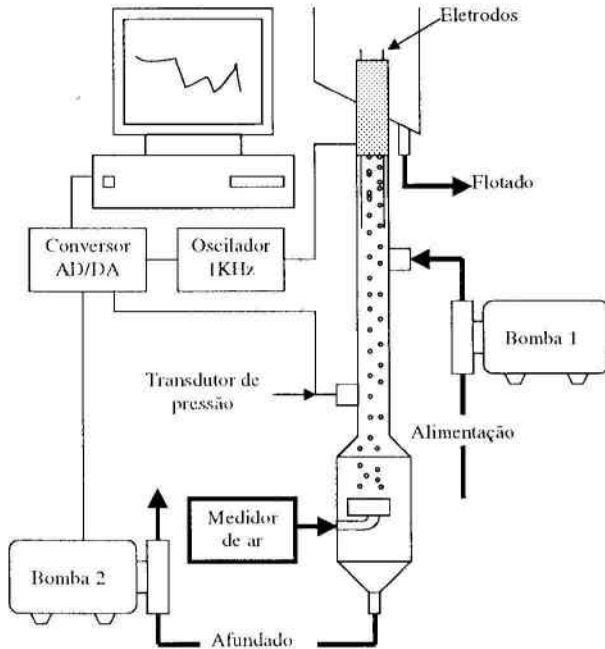 Eletrodos
Flotado
Conversor
AD/DA
Oscilador
1KHz
Bomba 1
Transdutor de
pressão
Alimentação
Medidor
de ar
Bomba 2
Afundado